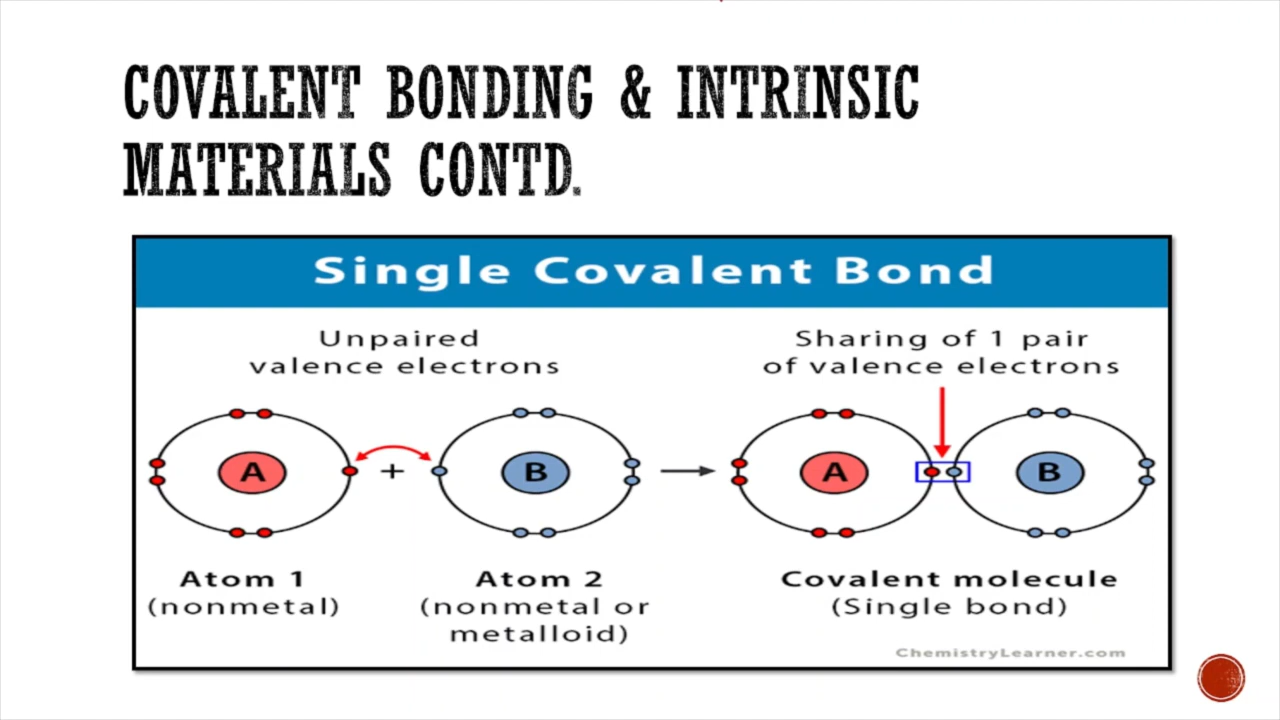 COVALENT BONDING & INTRINSIC
MATERIALS CONTD.
Single Covalent Bond
Unpaired
valence electrons
Sharing of 1 pair
of valence electrons
A
+
B
A
B
Atom 1
(nonmetal)
Atom 2
(nonmetal or
metalloid)
Covalent molecule
(Single bond)
ChemistryLearner.com